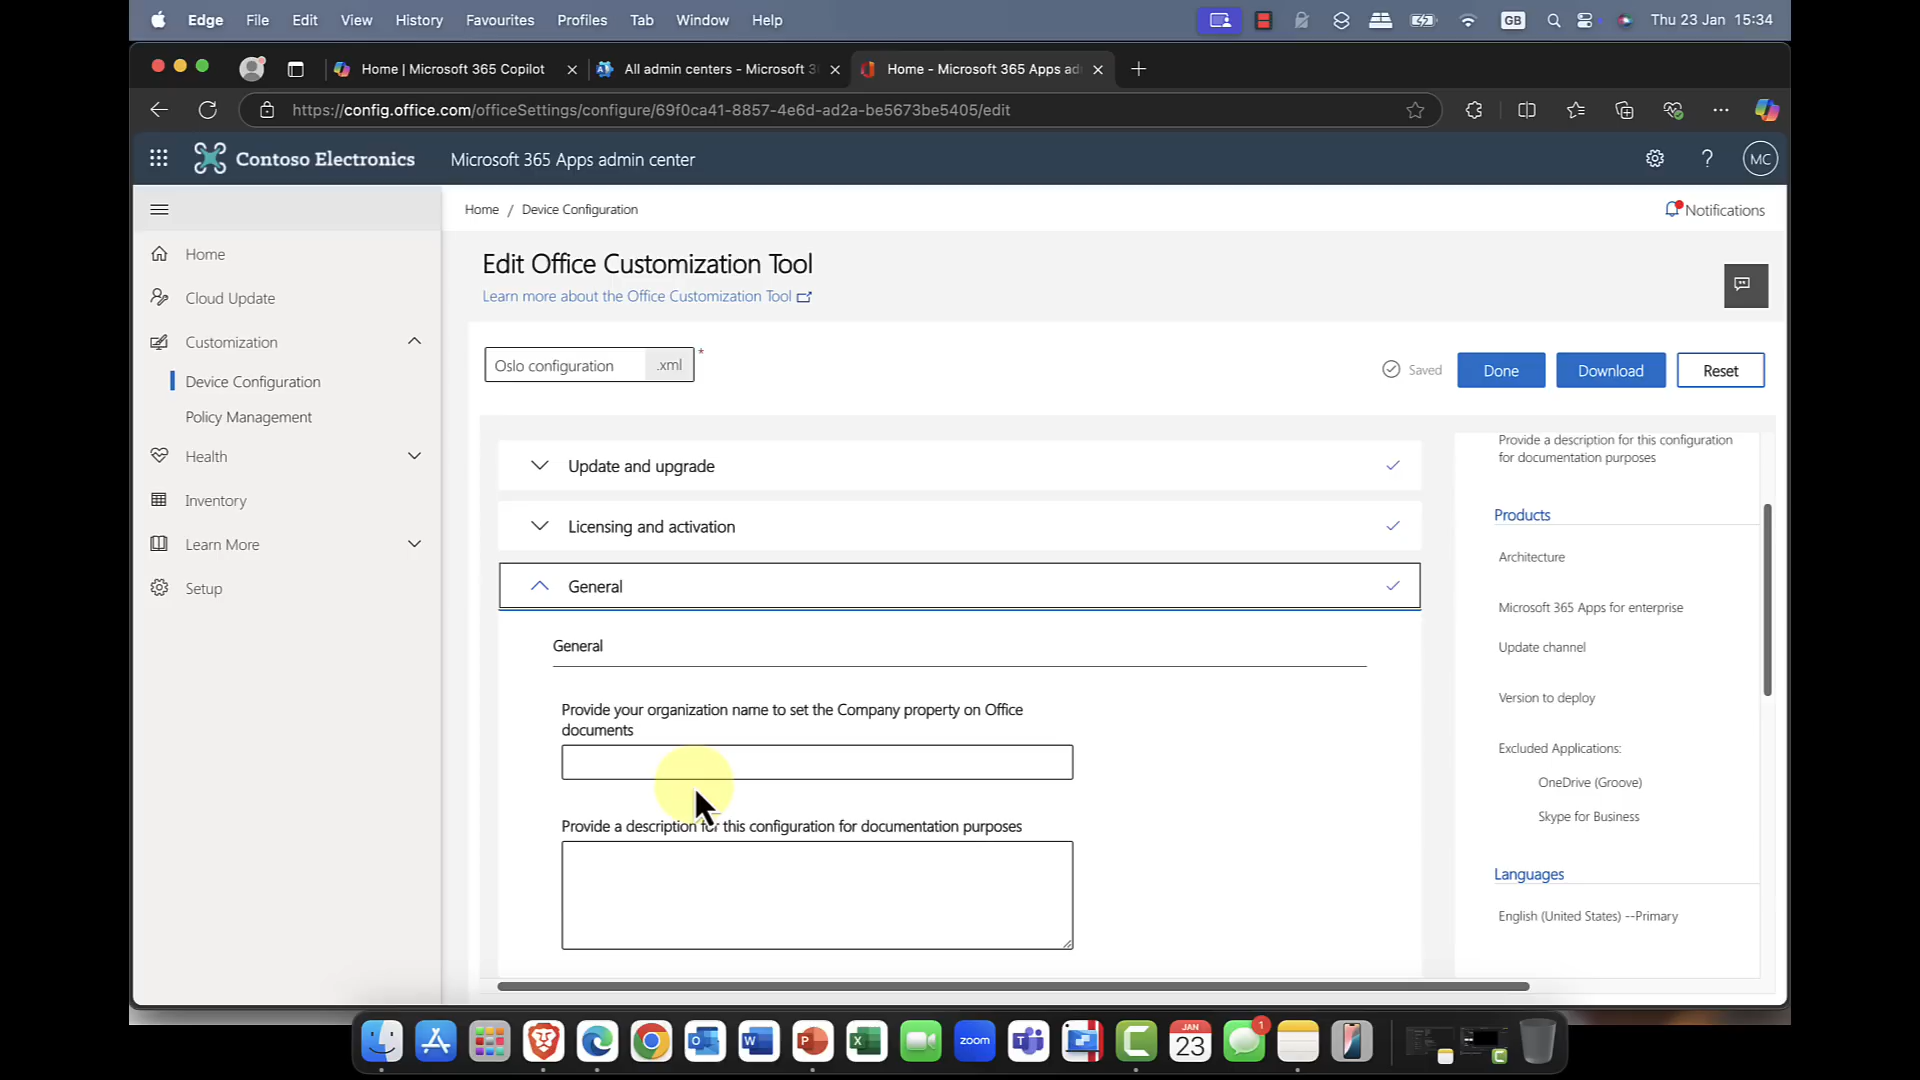 Edge File Edit View History Favourites Profiles Tab Window Help GB Thu 23 Jan 15:34
Home | Microsoft 365 Copilot All admin centers - Microsoft 3 Home - Microsoft 365 Apps ad
https://config.office.com/officeSettings/configure/69f0ca41-8857-4e6d-ad2a-be5673be5405/edit
Contoso Electronics Microsoft 365 Apps admin center ? MC
Home / Device Configuration Notifications
Home
Cloud Update
Customization
Device Configuration
Policy Management
Health
Inventory
Learn More
Setup
Edit Office Customization Tool
Learn more about the Office Customization Tool
Oslo configuration .xml *
Saved Done Download Reset
Update and upgrade
Licensing and activation
General
General
Provide your organization name to set the Company property on Office
documents
Provide a description for this configuration for documentation purposes
Provide a description for this configuration
for documentation purposes
Products
Architecture
Microsoft 365 Apps for enterprise
Update channel
Version to deploy
Excluded Applications:
OneDrive (Groove)
Skype for Business
Languages
English (United States) --Primary
zoom
JAN
23
1